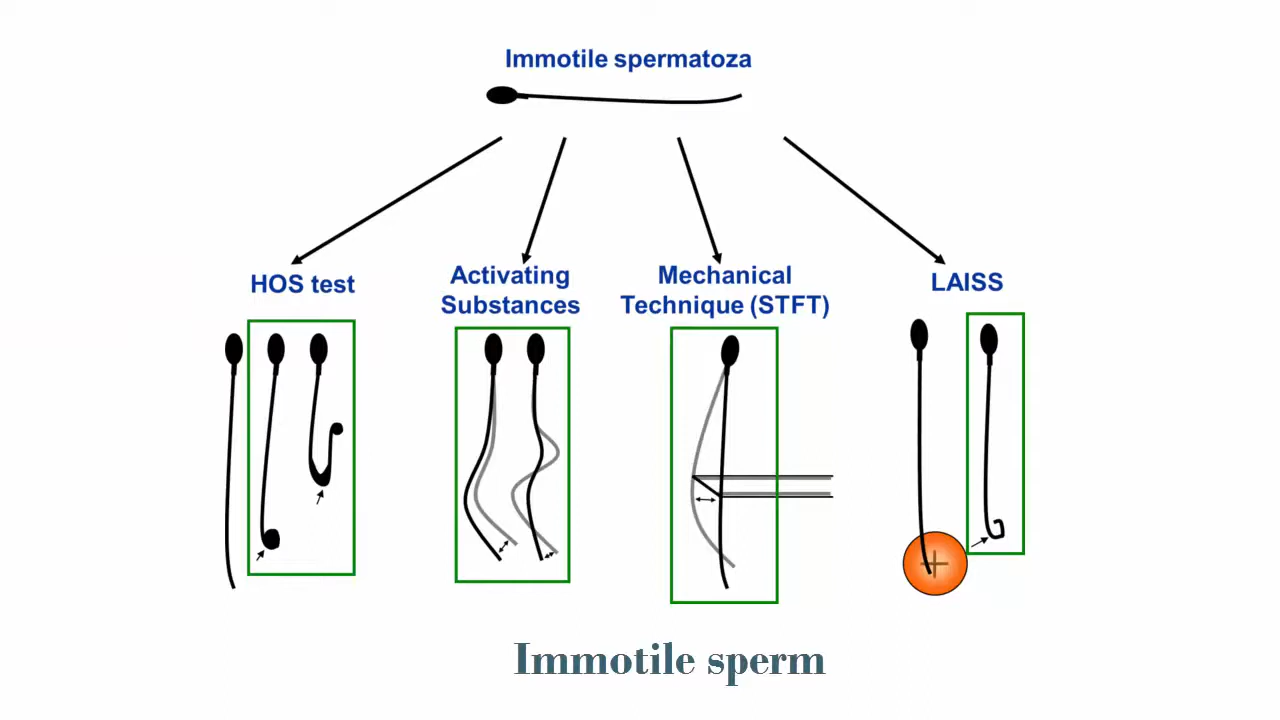 Immotile spermatoza
HOS test
Activating
Substances
Mechanical
Technique (STFT)
LAISS
Immotile sperm